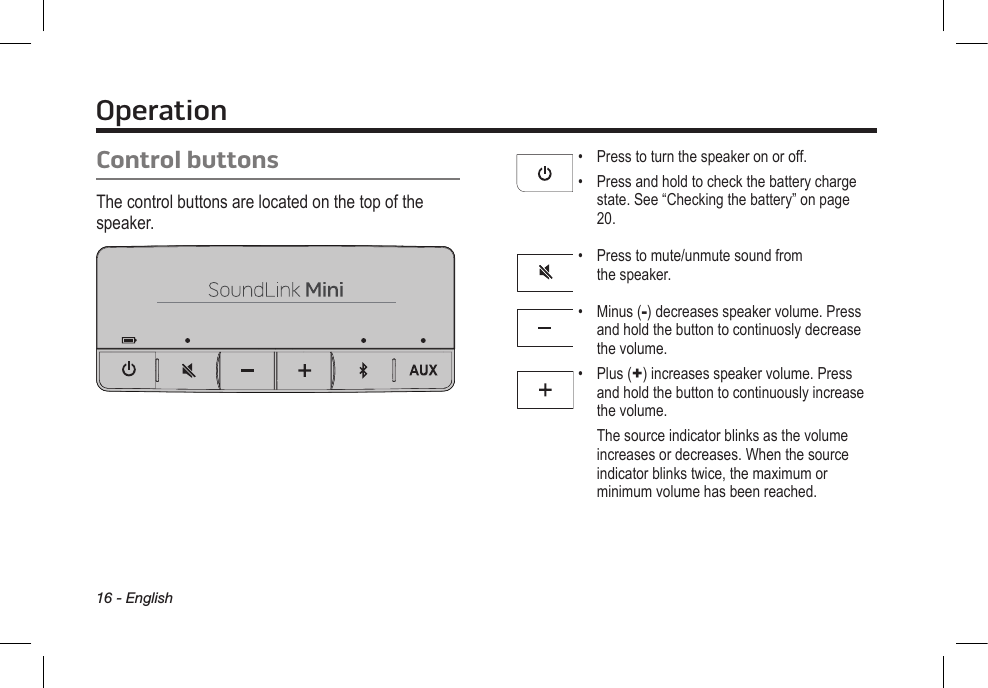 Operation
Control buttons
The control buttons are located on the top of the
speaker.
SoundLink Mini
AUX
• Press to turn the speaker on or off.
• Press and hold to check the battery charge
state. See “Checking the battery” on page
20.
• Press to mute/unmute sound from
the speaker.
• Minus (-) decreases speaker volume. Press
and hold the button to continuosly decrease
the volume.
• Plus (+) increases speaker volume. Press
and hold the button to continuously increase
the volume.
The source indicator blinks as the volume
increases or decreases. When the source
indicator blinks twice, the maximum or
minimum volume has been reached.
16 - English